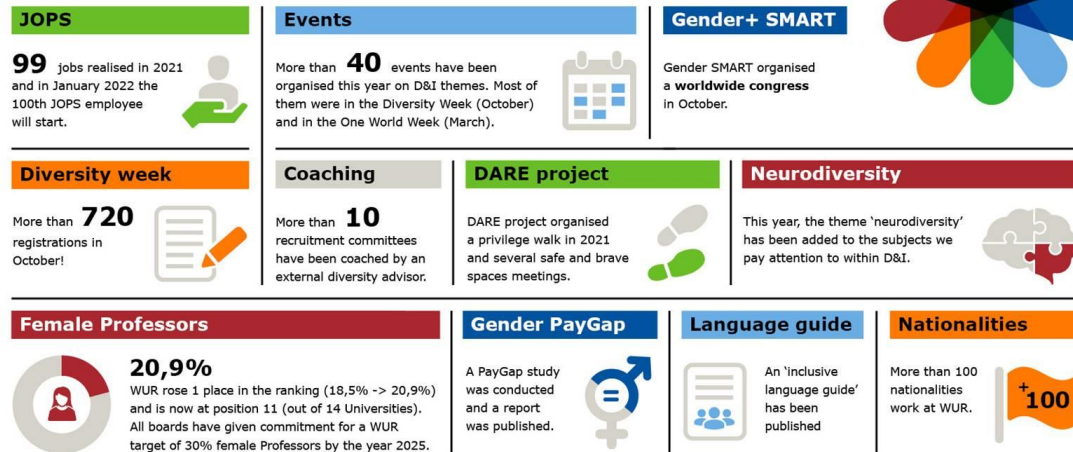 JOPS
99 jobs realised in 2021
and in January 2022 the
100th JOPS employee
will start.
Events
More than 40 events have been
organised this year on D&I themes. Most of
them were in the Diversity Week (October)
and in the One World Week (March).
Gender+ SMART
Gender SMART organised
a worldwide congress
in October.
Diversity week
More than 720
registrations in
October!
Coaching
More than 10
recruitment committees
have been coached by an
external diversity advisor.
DARE project
DARE project organised
a privilege walk in 2021
and several safe and brave
spaces meetings.
Neurodiversity
This year, the theme ‘neurodiversity’
has been added to the subjects we
pay attention to within D&I.
Female Professors
20,9%
WUR rose 1 place in the ranking (18,5% -> 20,9%)
and is now at position 11 (out of 14 Universities).
All boards have given commitment for a WUR
target of 30% female Professors by the year 2025.
Gender PayGap
A PayGap study
was conducted
and a report
was published.
Language guide
An ‘inclusive
language guide’
has been
published
Nationalities
More than 100
nationalities
work at WUR.
+100